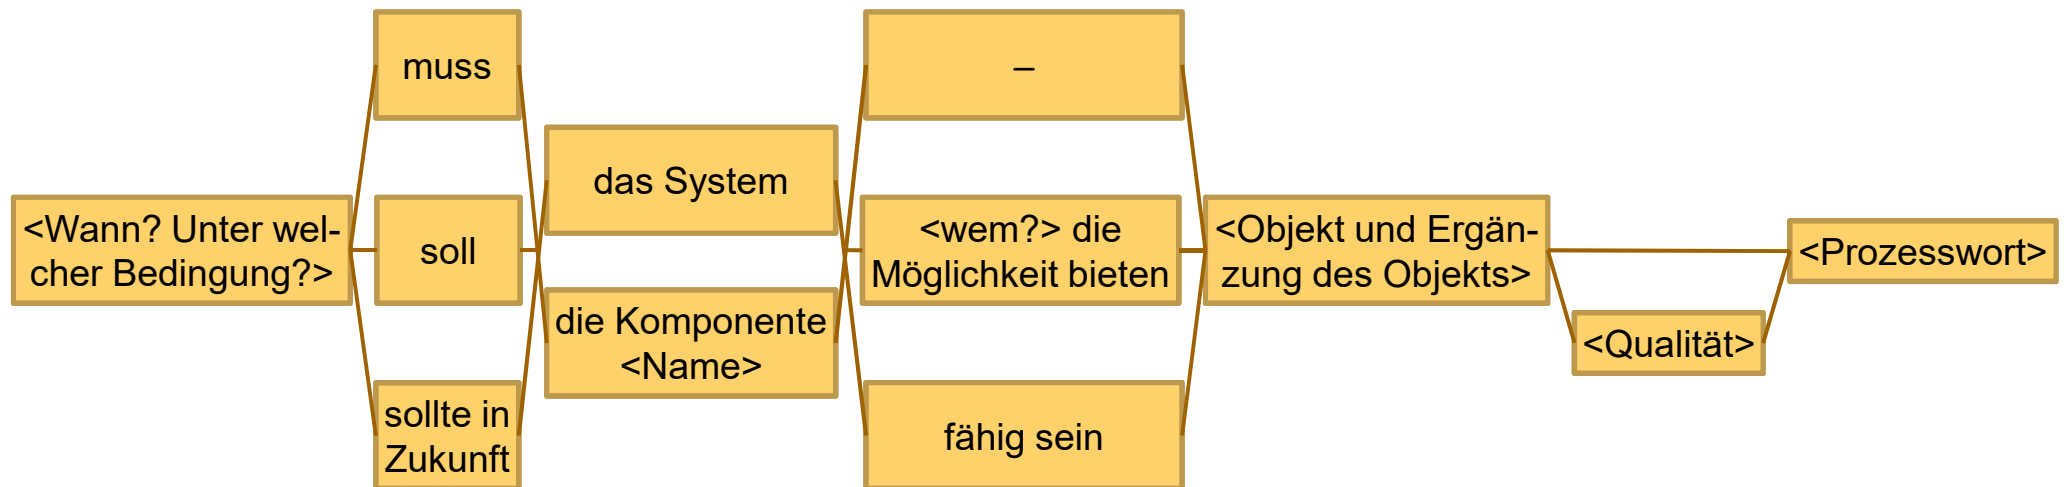 <Wann? Unter wel-
cher Bedingung?>
muss
soll
sollte in
Zukunft
das System
die Komponente
<Name>
–
<wem?> die
Möglichkeit bieten
fähig sein
<Objekt und Ergän-
zung des Objekts>
<Qualität>
<Prozesswort>